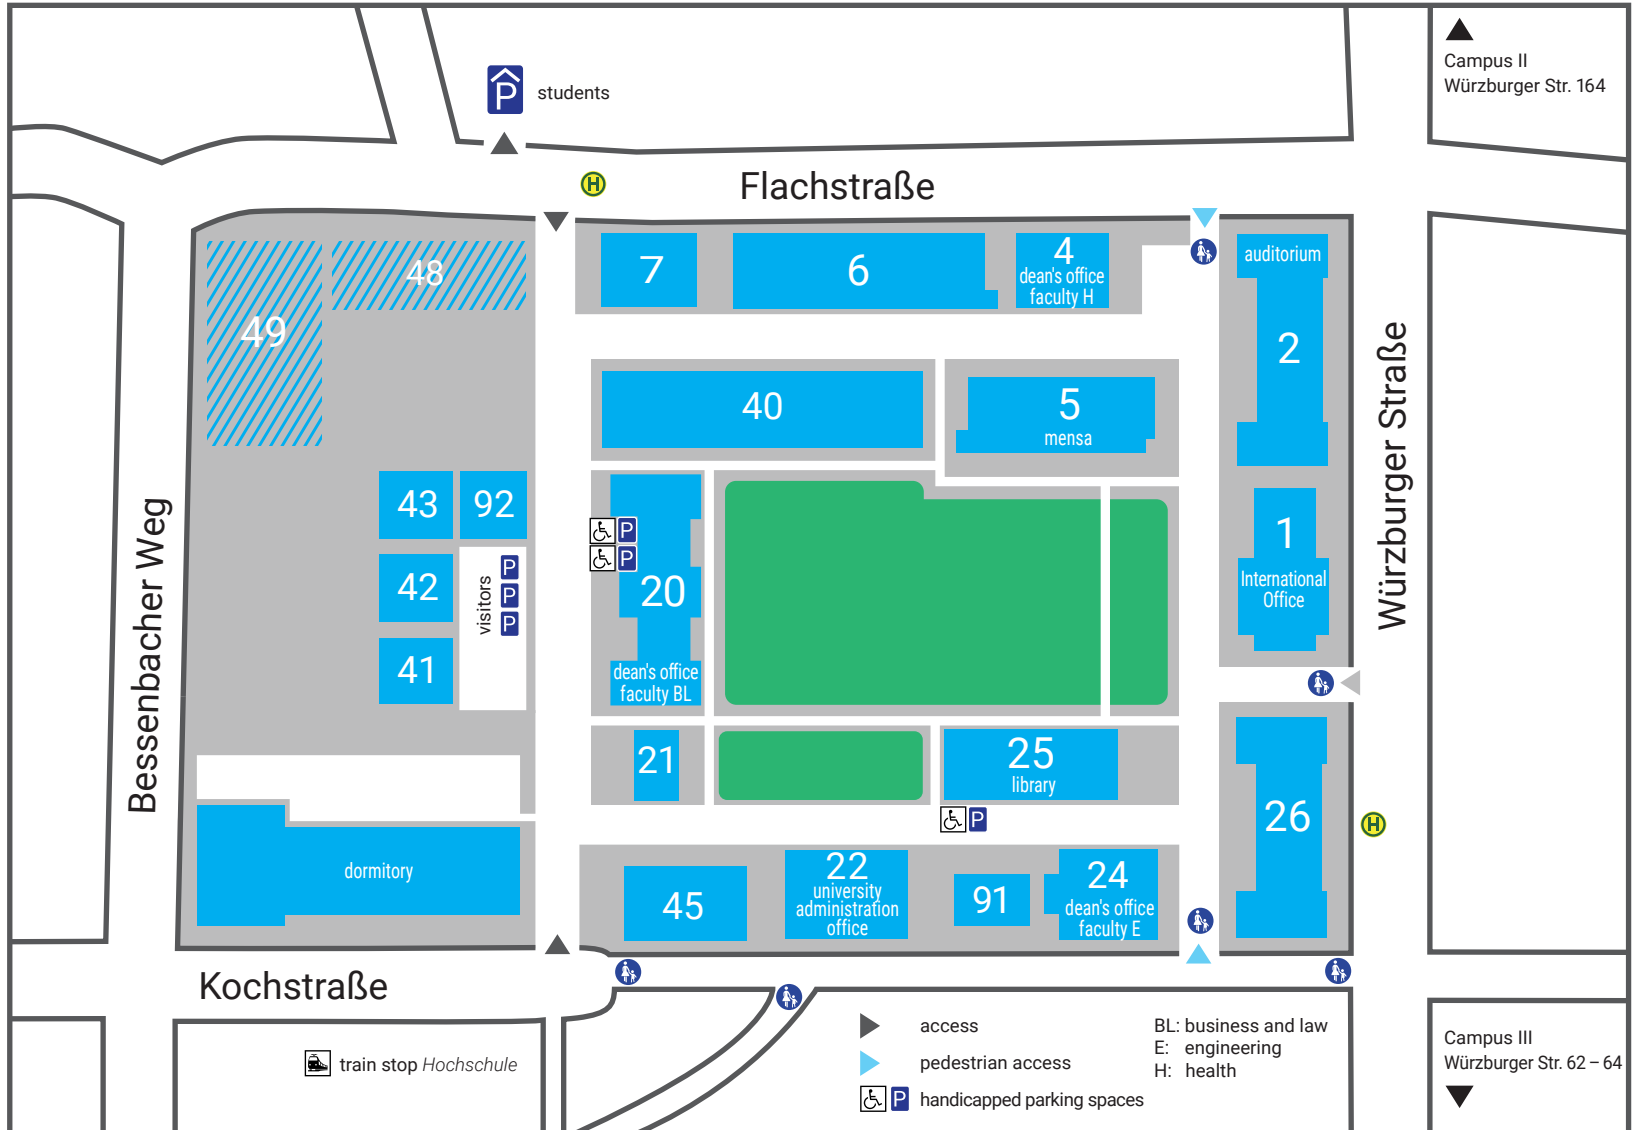 Campus II
Würzburger Str. 164
P
students
H
Flachstraße
7
6
4
dean's office
faculty H
auditorium
48
49
2
40
5
mensa
Würzburger Straße
43
92
42
41
visitors
P
P
P
P
P
20
dean's office
faculty BL
1
International
Office
Bessenbacher Weg
21
25
library
P
26
H
dormitory
45
22
university
administration
office
91
24
dean's office
faculty E
Kochstraße
train stop Hochschule
access
pedestrian access
P
handicapped parking spaces
BL: business and law
E: engineering
H: health
Campus III
Würzburger Str. 62 – 64